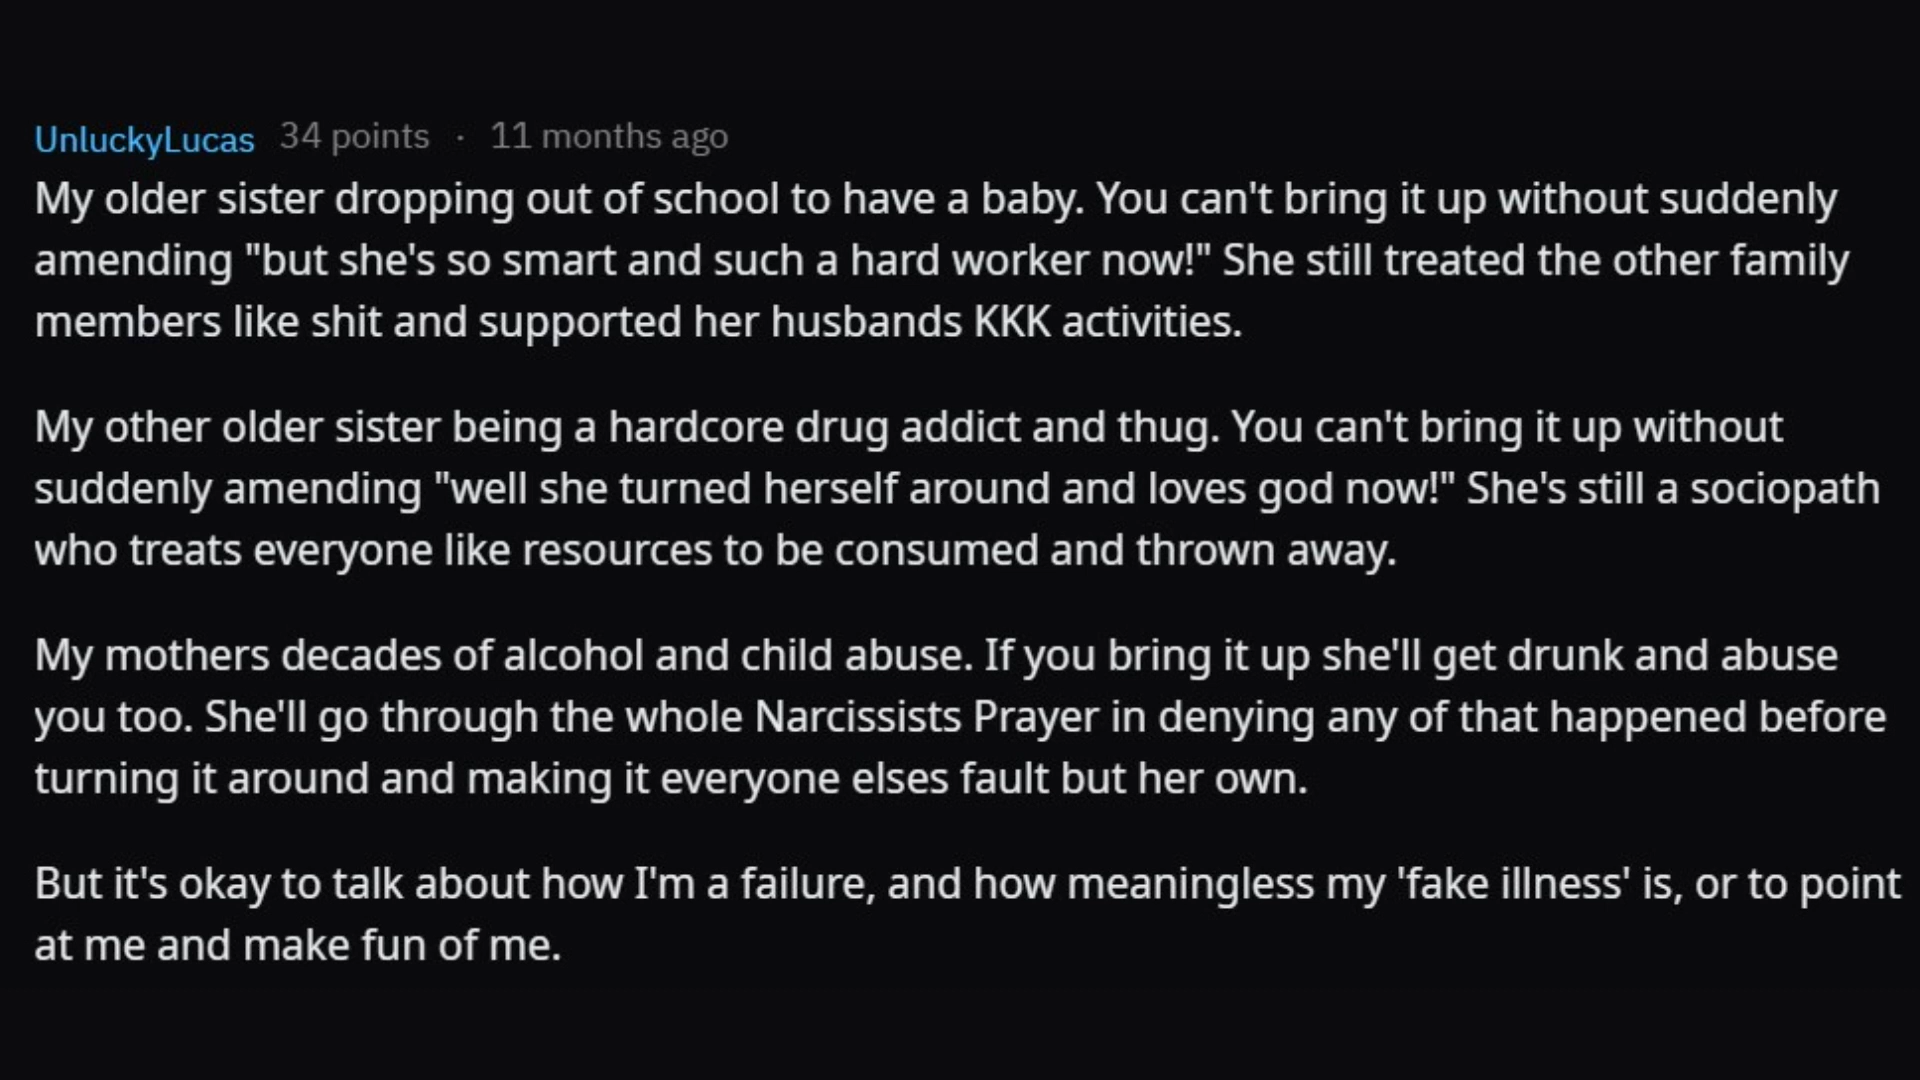 UnluckyLucas 34 points · 11 months ago
My older sister dropping out of school to have a baby. You can't bring it up without suddenly
amending "but she's so smart and such a hard worker now!" She still treated the other family
members like shit and supported her husbands KKK activities.
My other older sister being a hardcore drug addict and thug. You can't bring it up without
suddenly amending "well she turned herself around and loves god now!" She's still a sociopath
who treats everyone like resources to be consumed and thrown away.
My mothers decades of alcohol and child abuse. If you bring it up she'll get drunk and abuse
you too. She'll go through the whole Narcissists Prayer in denying any of that happened before
turning it around and making it everyone elses fault but her own.
But it's okay to talk about how I'm a failure, and how meaningless my 'fake illness' is, or to point
at me and make fun of me.